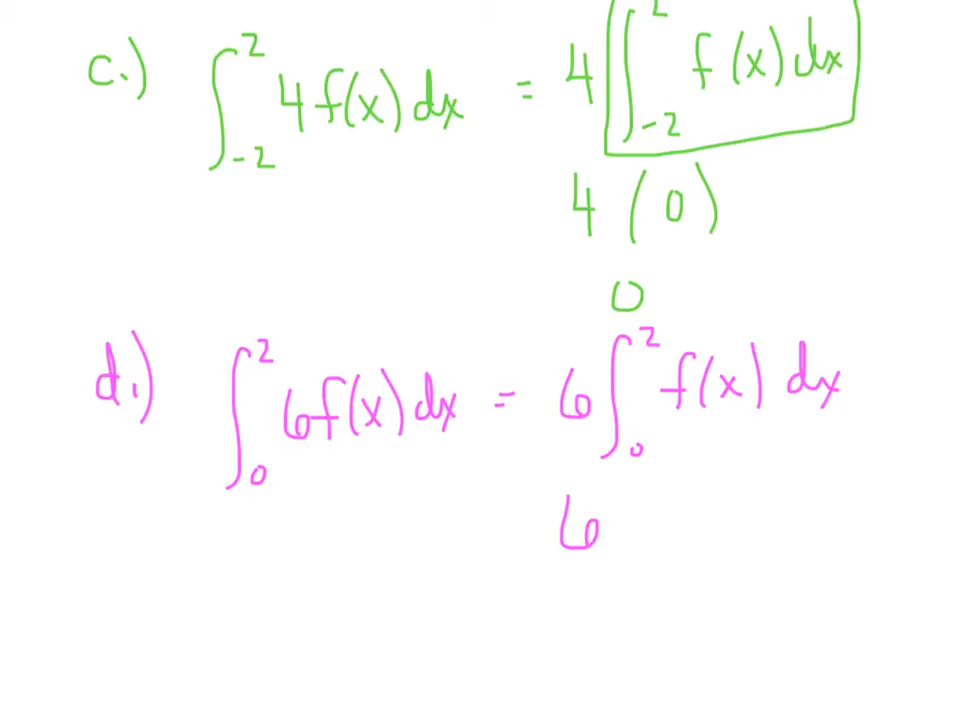 c.) ∫_{-2}^{2} 4f(x)dx = 4 ∫_{-2}^{2} f(x)dx
4 (0)
0
d.) ∫_{0}^{2} 6f(x)dx = 6 ∫_{0}^{2} f(x) dx
6